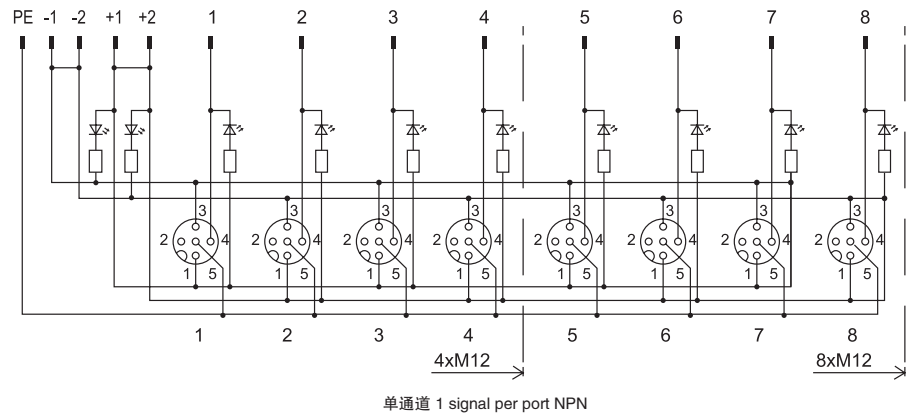 PE -1 -2 +1 +2 1 2 3 4 5 6 7 8
3 3 3 3 3 3 3 3
2 4 2 4 2 4 2 4 2 4 2 4 2 4 2 4
1 5 1 5 1 5 1 5 1 5 1 5 1 5 1 5
1 2 3 4 5 6 7 8
4xM12 8xM12
单通道 1 signal per port NPN